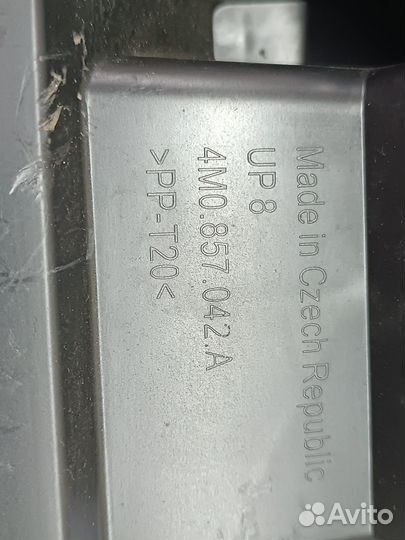 Made in Czech Republic
UP 8
4M0.857.042.A
>PP-T20<
Avito